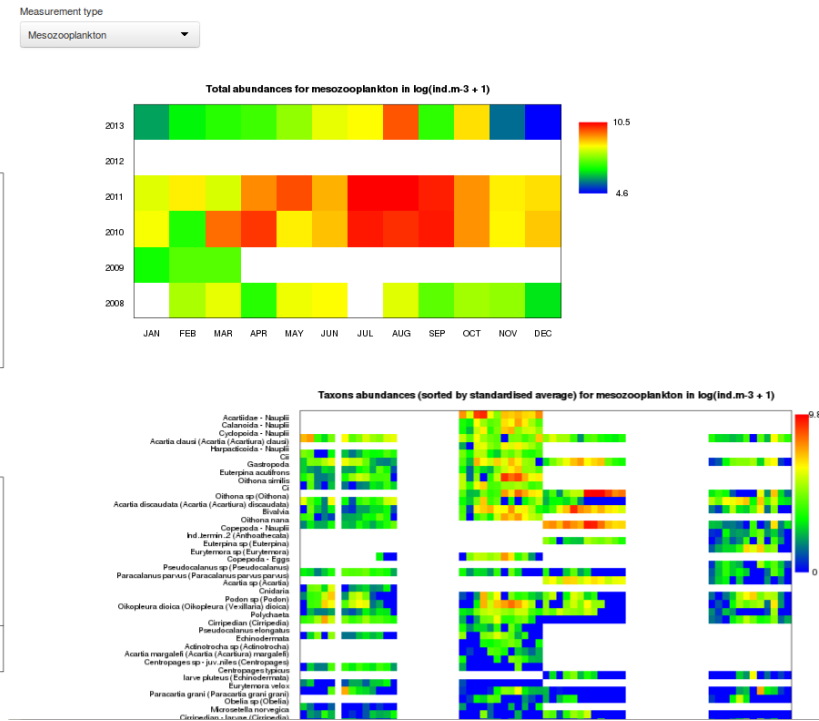 Measurement type
Mesozooplankton
Total abundances for mesozooplankton in log(ind.m-3 + 1)
2013
2012
2011
2010
2009
2008
JAN FEB MAR APR MAY JUN JUL AUG SEP OCT NOV DEC
10.5
4.6
Taxons abundances (sorted by standardised average) for mesozooplankton in log(ind.m-3 + 1)
Acartiidae - Nauplii
Calanoida - Nauplii
Cyclopoida - Nauplii
Acartia clausi (Acartia (Acartiura) clausi)
Harpacticoida - Nauplii
Cii
Gastropoda
Euterpina acutifrons
Oithona similis
Ci
Oithona sp (Oithona)
Acartia discaudata (Acartia (Acartiura) discaudata)
Bivalvia
Oithona nana
Copepoda - Nauplii
Ind.termin.2 (Anthoathecata)
Euterpina sp (Euterpina)
Eurytemora sp (Eurytemora)
Copepoda - Eggs
Pseudocalanus sp (Pseudocalanus)
Paracalanus parvus (Paracalanus parvus parvus)
Acartia sp (Acartia)
Cnidaria
Podon sp (Podon)
Oikopleura dioica (Oikopleura (Vexillaria) dioica)
Polychaeta
Cirripedian (Cirripedia)
Pseudocalanus elongatus
Echinodermata
Actinotrocha sp (Actinotrocha)
Acartia margalefi (Acartia (Acartiura) margalefi)
Centropages sp - juv..niles (Centropages)
Centropages typicus
larve pluteus (Echinodermata)
Eurytemora velox
Paracartia grani (Paracartia grani grani)
Obelia sp (Obelia)
Microsetella norvegica
Cirripedian - larvae (Cirripedia)
9.8
0